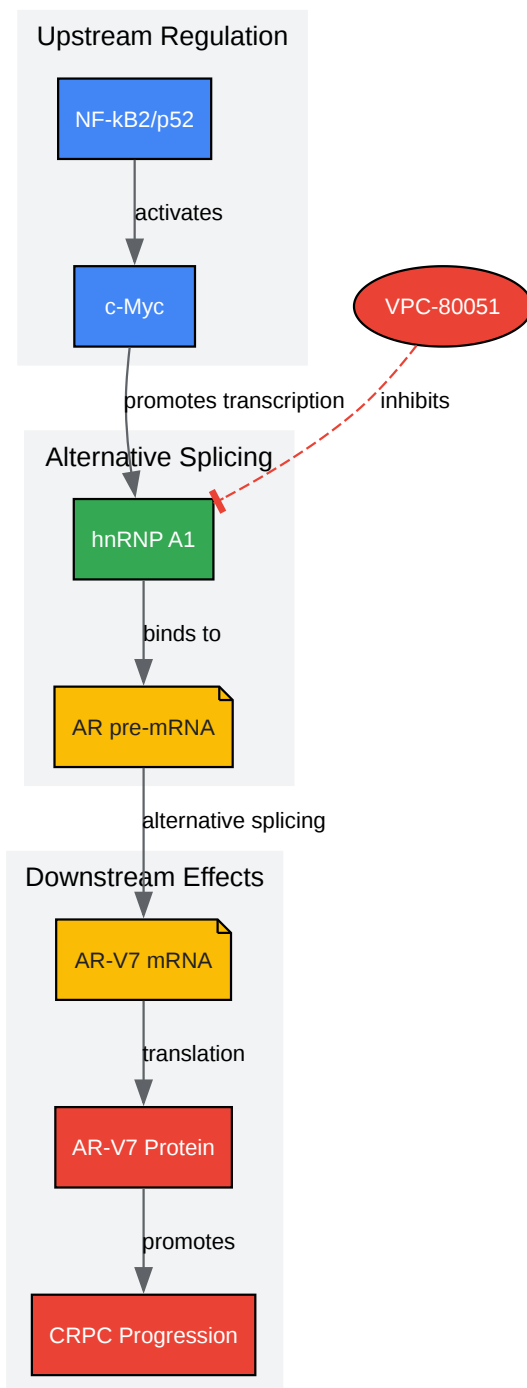 Upstream Regulation
NF-kB2/p52
activates
c-Myc
VPC-80051
promotes transcription
inhibits
Alternative Splicing
hnRNP A1
binds to
AR pre-mRNA
alternative splicing
Downstream Effects
AR-V7 mRNA
translation
AR-V7 Protein
promotes
CRPC Progression